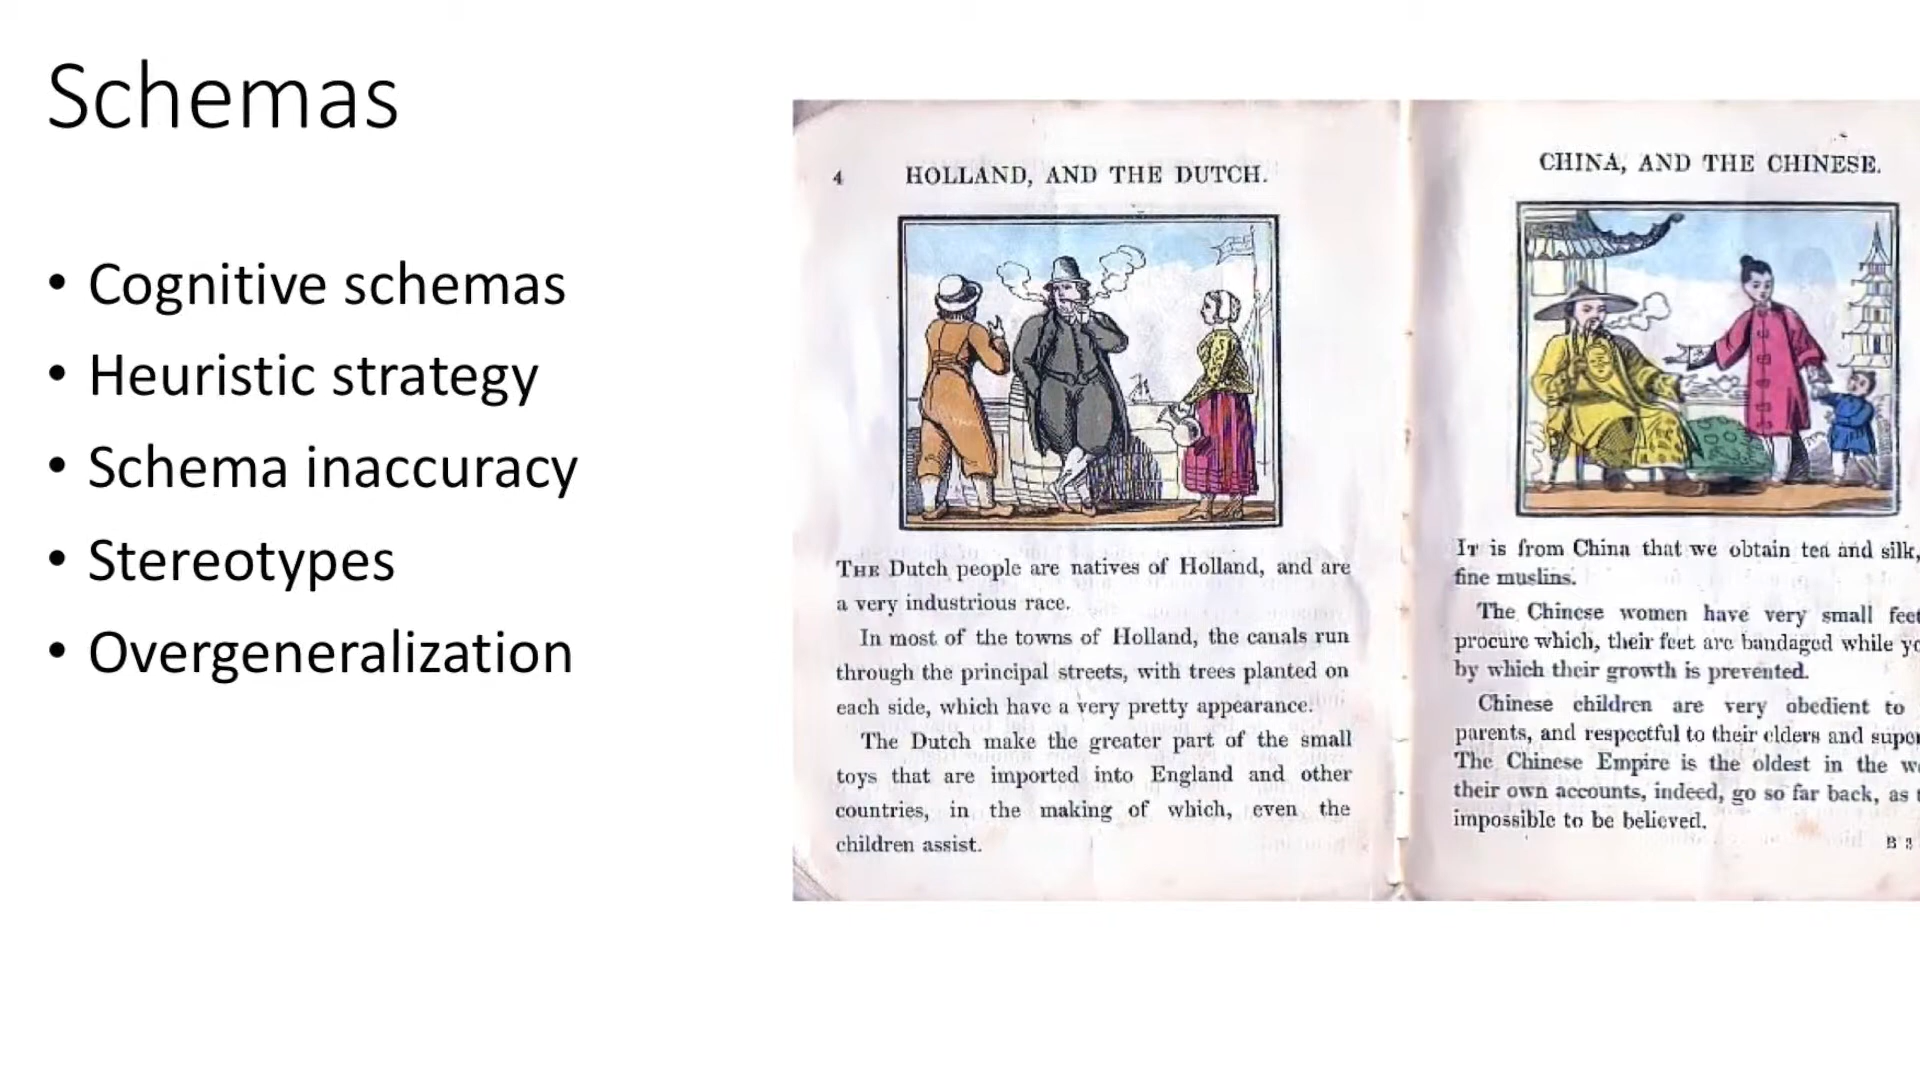 Schemas
• Cognitive schemas
• Heuristic strategy
• Schema inaccuracy
• Stereotypes
• Overgeneralization
4 HOLLAND, AND THE DUTCH.
THE Dutch people are natives of Holland, and are
a very industrious race.
In most of the towns of Holland, the canals run
through the principal streets, with trees planted on
each side, which have a very pretty appearance.
The Dutch make the greater part of the small
toys that are imported into England and other
countries, in the making of which, even the
children assist.
CHINA, AND THE CHINESE.
IT is from China that we obtain tea and silk,
fine muslins.
The Chinese women have very small feet
procure which, their feet are bandaged while
by which their growth is prevented.
Chinese children are very obedient to
parents, and respectful to their elders and
The Chinese Empire is the oldest in the
their own accounts, indeed, go so far back, as
impossible to be believed.
B